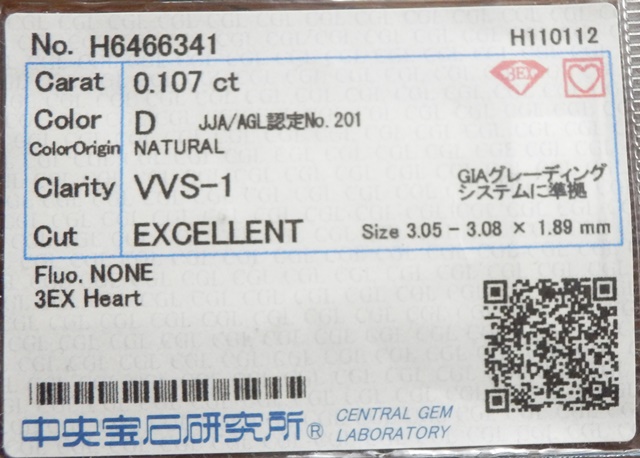 No. H6466341 H110112
Carat 0.107 ct 3EX
Color D JJA/AGL認定No. 201
ColorOrigin NATURAL
Clarity VVS-1 GIAグレーディング
システムに準拠
Cut EXCELLENT Size 3.05 - 3.08 × 1.89 mm
Fluo. NONE
3EX Heart
中央宝石研究所® CENTRAL GEM
LABORATORY